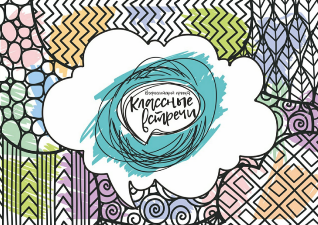 Всероссийский проект
Классные
встречи